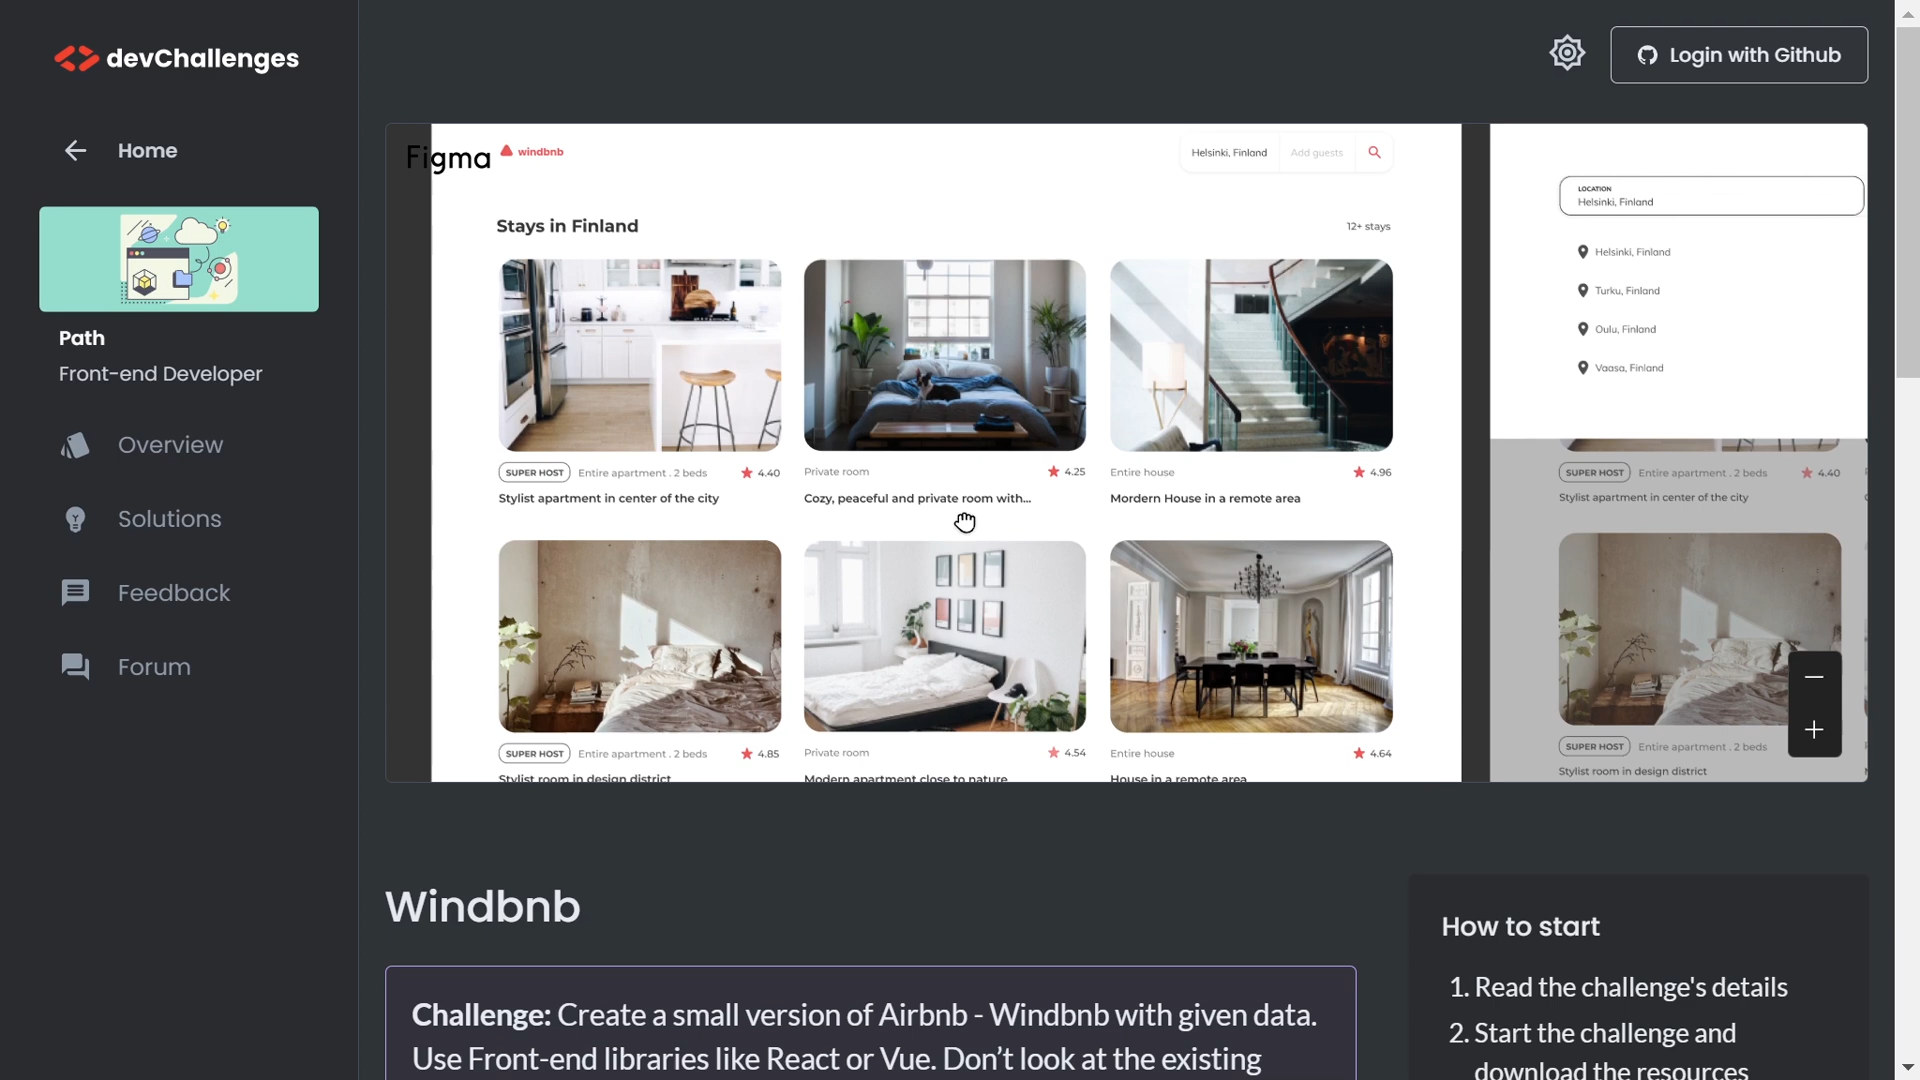 devChallenges
Home
Path
Front-end Developer
Overview
Solutions
Feedback
Forum
Login with Github
Figma
windbnb
Helsinki, Finland
Add guests
Stays in Finland
12+ stays
SUPER HOST Entire apartment . 2 beds 4.40
Stylist apartment in center of the city
Private room 4.25
Cozy, peaceful and private room with...
Entire house 4.96
Mordern House in a remote area
SUPER HOST Entire apartment . 2 beds 4.85
Stylist room in design district
Private room 4.54
Modern apartment close to nature
Entire house 4.64
House in a remote area
LOCATION
Helsinki, Finland
Helsinki, Finland
Turku, Finland
Oulu, Finland
Vaasa, Finland
SUPER HOST Entire apartment . 2 beds 4.40
Stylist apartment in center of the city
SUPER HOST Entire apartment . 2 beds
Stylist room in design district
Windbnb
Challenge: Create a small version of Airbnb - Windbnb with given data.
Use Front-end libraries like React or Vue. Don’t look at the existing
How to start
1. Read the challenge's details
2. Start the challenge and
download the resources